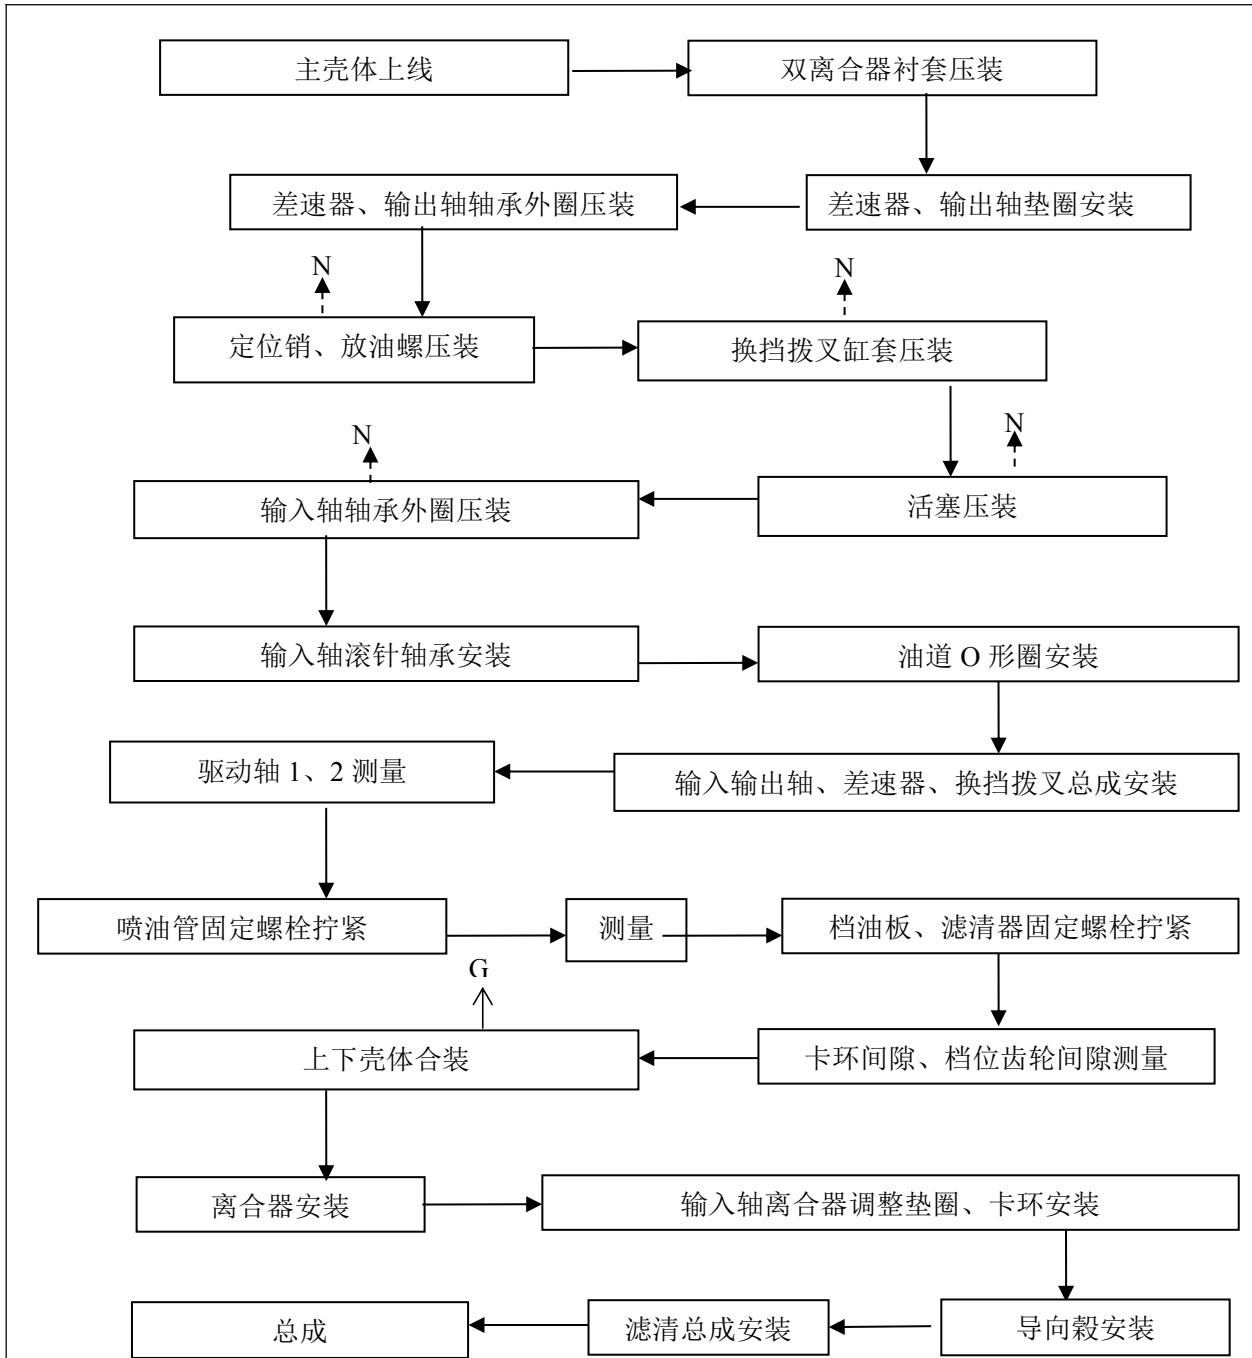 主壳体上线
双离合器衬套压装
差速器、输出轴轴承外圈压装
差速器、输出轴垫圈安装
N
N
定位销、放油螺压装
换挡拨叉缸套压装
N
N
输入轴轴承外圈压装
活塞压装
输入轴滚针轴承安装
油道 O 形圈安装
驱动轴 1、2 测量
输入输出轴、差速器、换挡拨叉总成安装
喷油管固定螺栓拧紧
测量
档油板、滤清器固定螺栓拧紧
G
上下壳体合装
卡环间隙、档位齿轮间隙测量
离合器安装
输入轴离合器调整垫圈、卡环安装
总成
滤清总成安装
导向毂安装